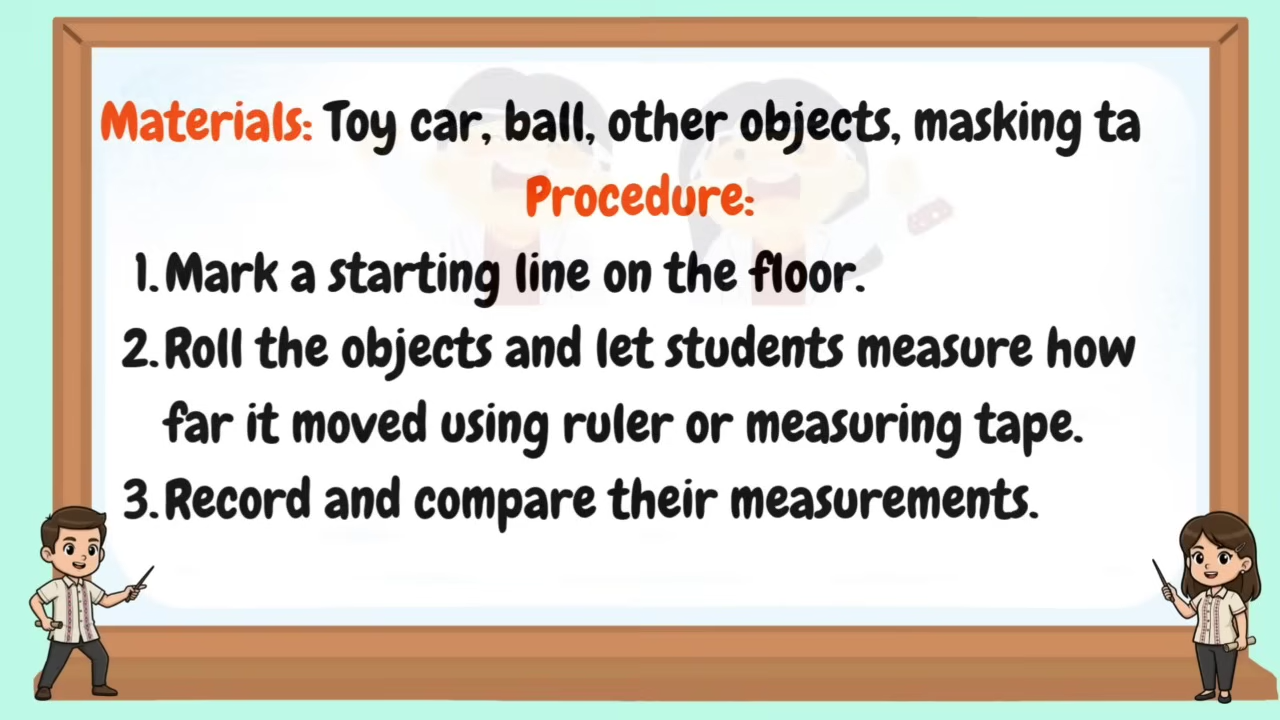 Materials: Toy car, ball, other objects, masking ta
Procedure:
1. Mark a starting line on the floor.
2. Roll the objects and let students measure how
far it moved using ruler or measuring tape.
3. Record and compare their measurements.